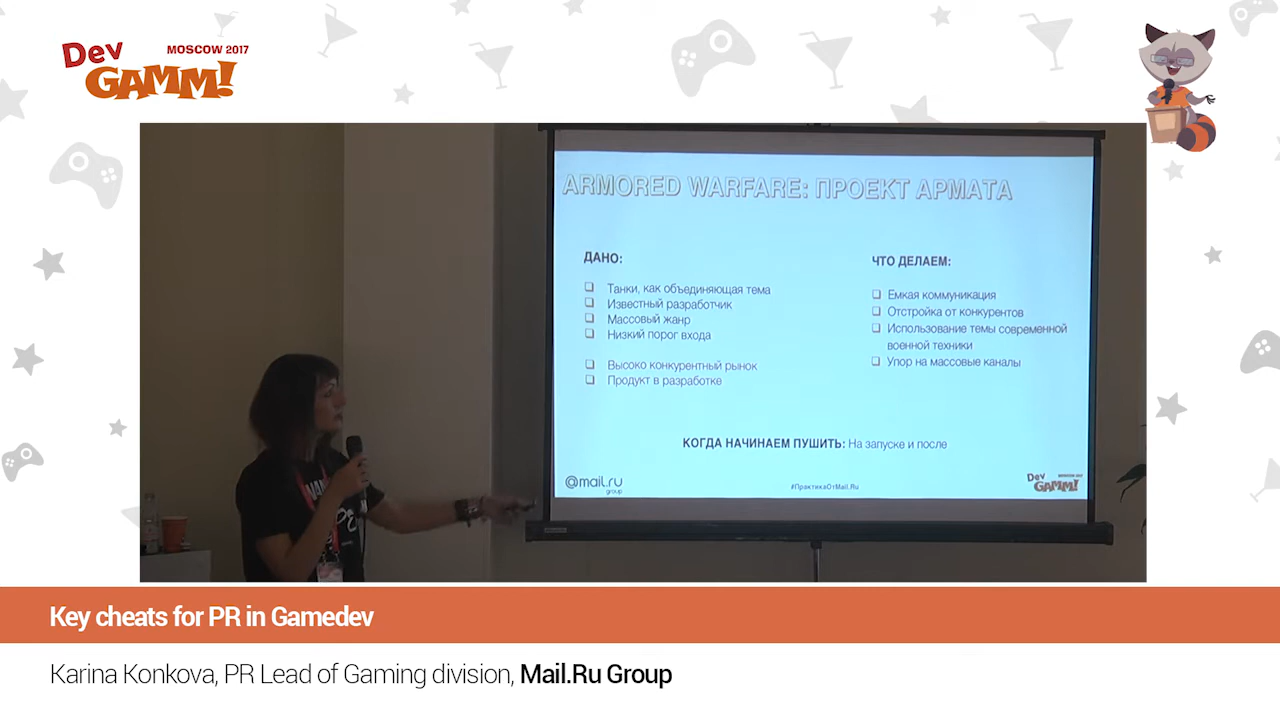 Dev
GAMM!
MOSCOW 2017
ARMORED WARFARE: ПРОЕКТ АРМАТА
ДАНО:
Танки, как объединяющая тема
Известный разработчик
Массовый жанр
Низкий порог входа
Высоко конкурентный рынок
Продукт в разработке
ЧТО ДЕЛАЕМ:
Емкая коммуникация
Отстройка от конкурентов
Использование темы современной
военной техники
Упор на массовые каналы
КОГДА НАЧИНАЕМ ПУШИТЬ: На запуске и после
@mail.ru
group
#ПрактикаОтMail.Ru
Dev
GAMM!
MOSCOW 2017
Key cheats for PR in Gamedev
Karina Konkova, PR Lead of Gaming division, Mail.Ru Group